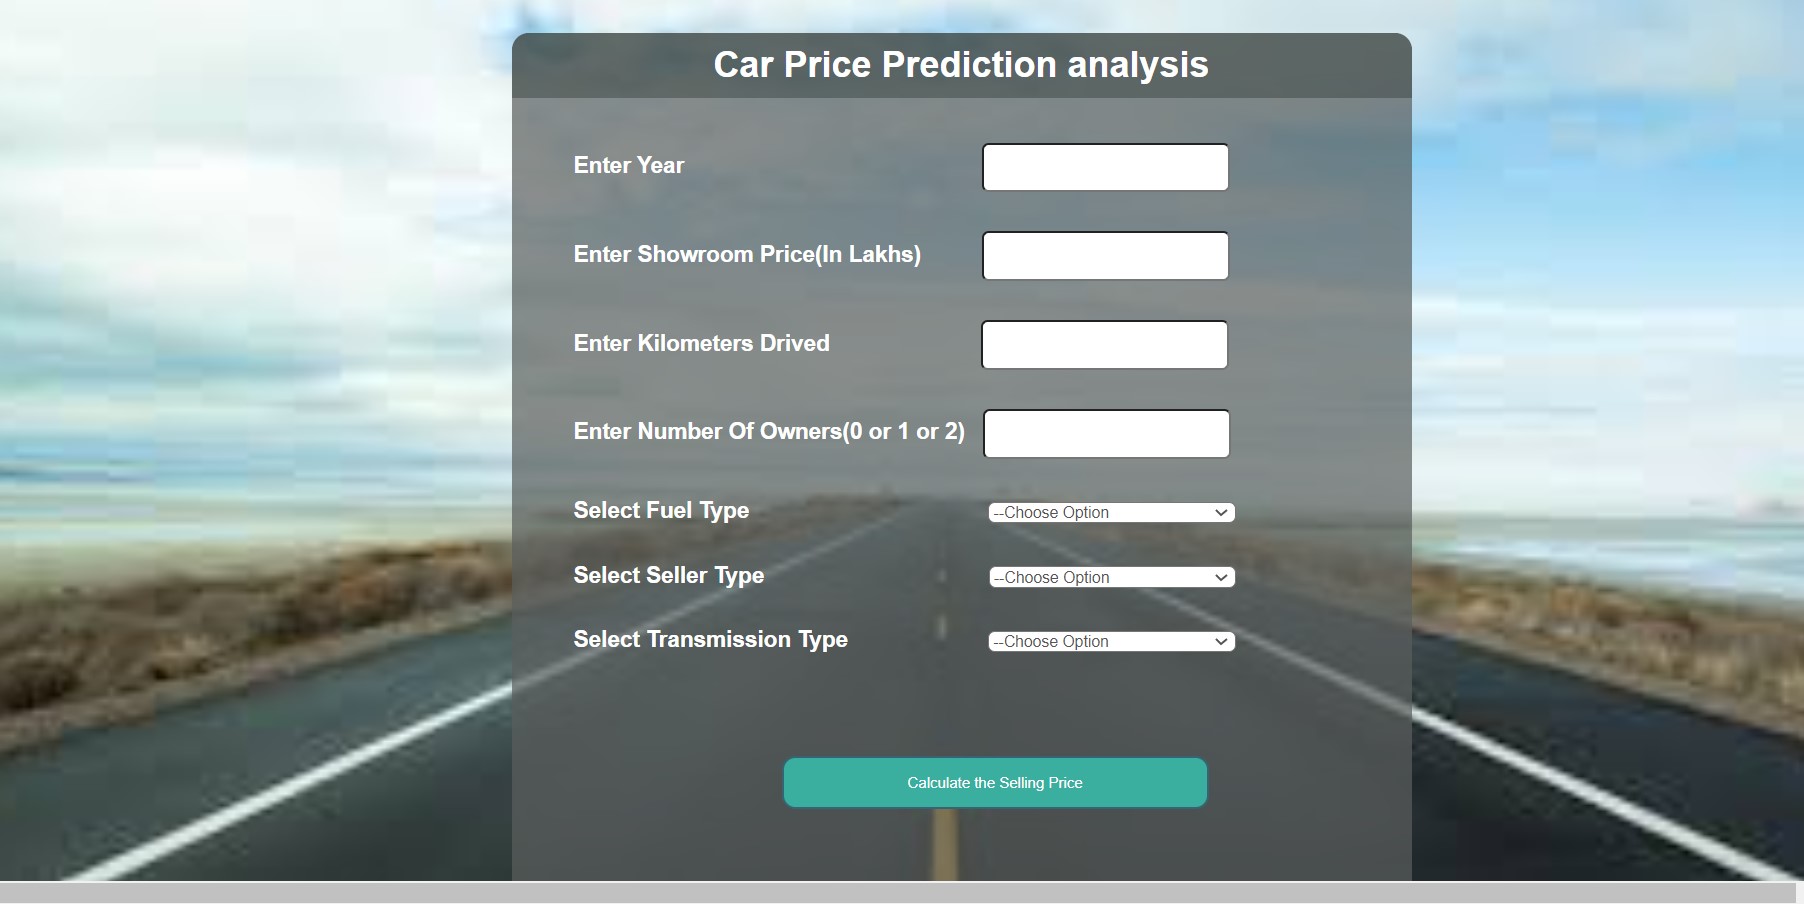 Car Price Prediction analysis
Enter Year
Enter Showroom Price(In Lakhs)
Enter Kilometers Drived
Enter Number Of Owners(0 or 1 or 2)
Select Fuel Type --Choose Option
Select Seller Type --Choose Option
Select Transmission Type --Choose Option
Calculate the Selling Price